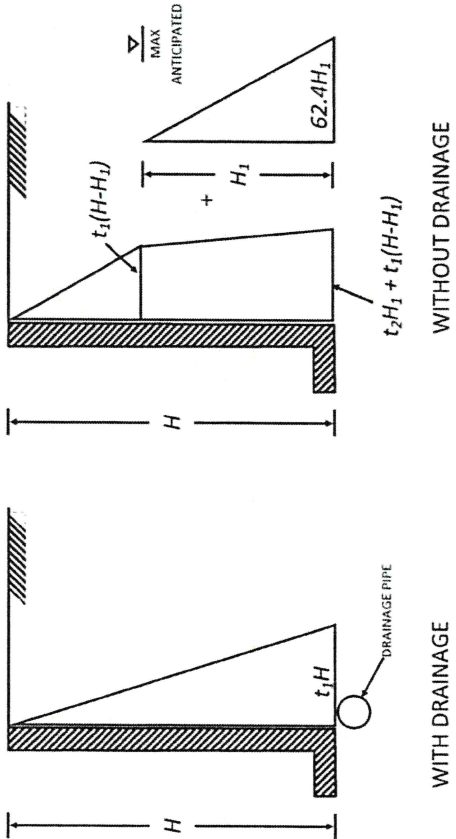 H
t₁H
DRAINAGE PIPE
WITH DRAINAGE
H
t₁(H-H₁)
t₂H₁ + t₁(H-H₁)
+
H₁
MAX
ANTICIPATED
62.4H₁
WITHOUT DRAINAGE